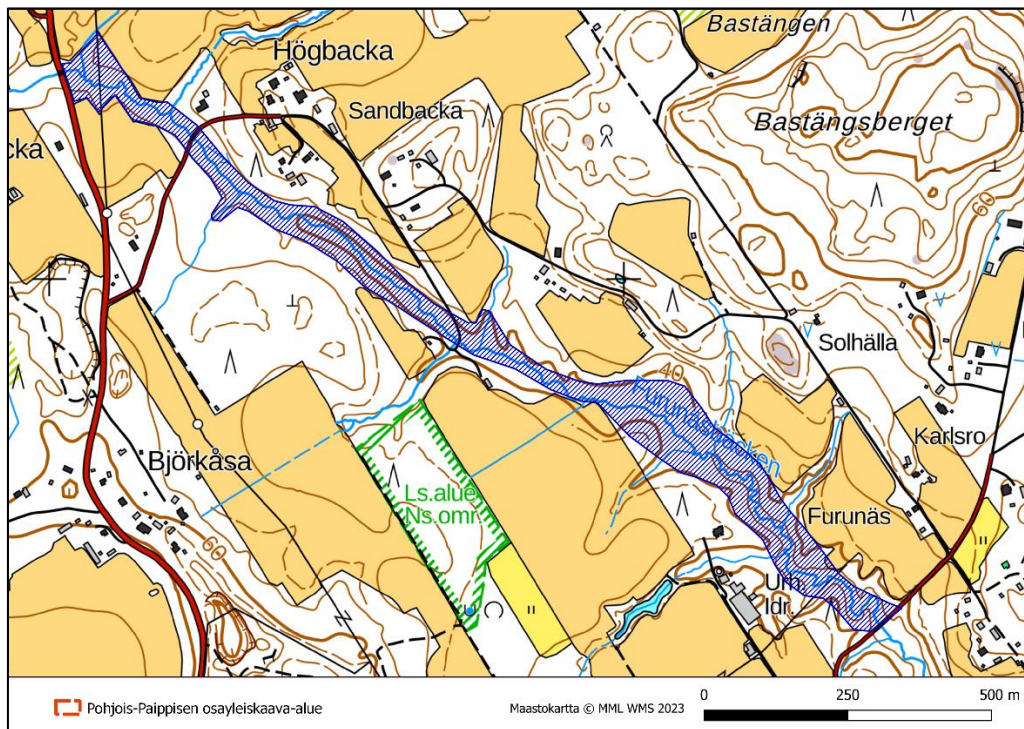 Bastängen
Högbacka
Sandbacka
Bastängsberget
cka
60
Solhälla
40
Furunäsbäcken
Karlsro
Björkåsa
Ls.alue
Ns.omr.
Furunäs
60
Urh.
Idr.
Pohjois-Paippisen osayleiskaava-alue
Maastokartta © MML WMS 2023
0 250 500 m